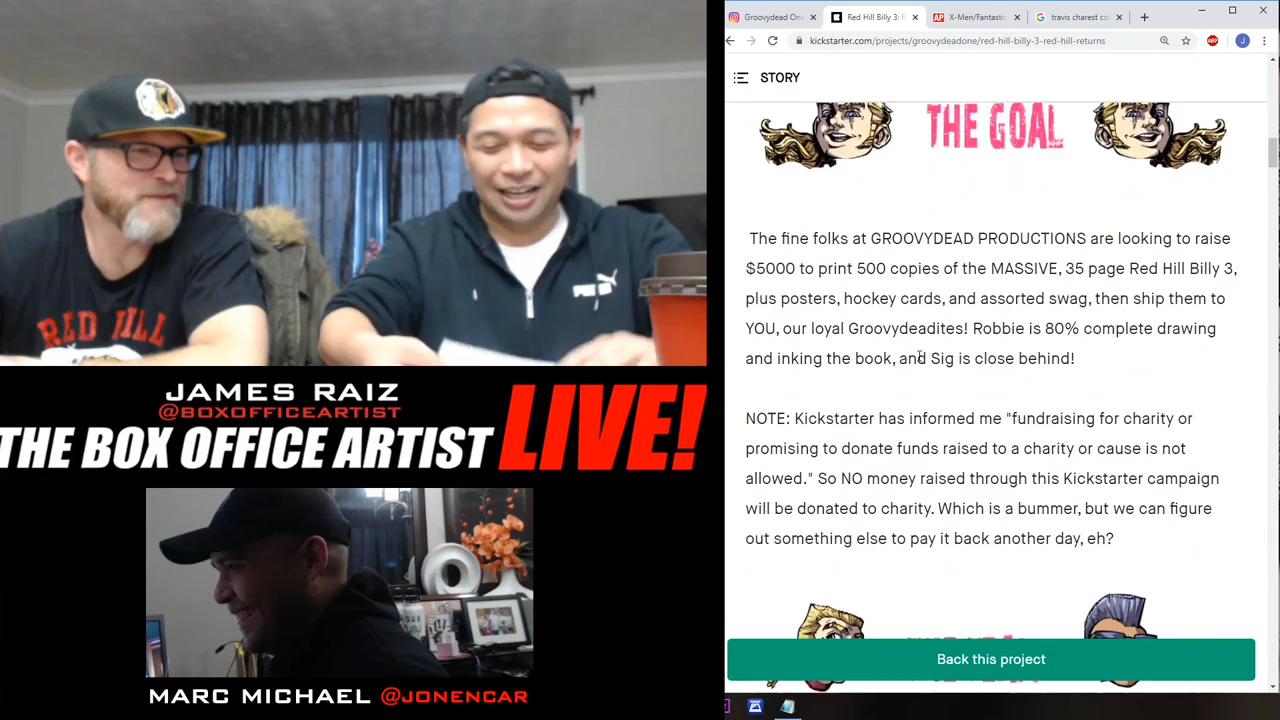 RED HILL
JAMES RAIZ
@BOXOFFICEARTIST
THE BOX OFFICE ARTIST LIVE!
MARC MICHAEL @JONENCAR
Groovydead One
Red Hill Billy 3: R
X-Men/Fantasti
travis charest co
kickstarter.com/projects/groovydeadone/red-hill-billy-3-red-hill-returns
STORY
THE GOAL
The fine folks at GROOVYDEAD PRODUCTIONS are looking to raise
$5000 to print 500 copies of the MASSIVE, 35 page Red Hill Billy 3,
plus posters, hockey cards, and assorted swag, then ship them to
YOU, our loyal Groovydeadites! Robbie is 80% complete drawing
and inking the book, and Sig is close behind!
NOTE: Kickstarter has informed me "fundraising for charity or
promising to donate funds raised to a charity or cause is not
allowed." So NO money raised through this Kickstarter campaign
will be donated to charity. Which is a bummer, but we can figure
out something else to pay it back another day, eh?
Back this project